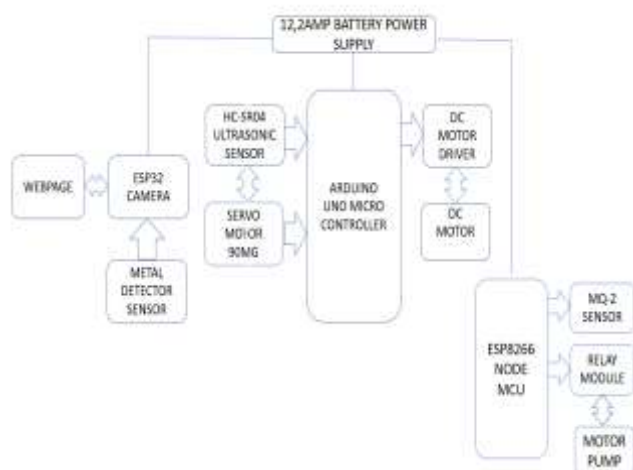 12,2AMP BATTERY POWER
SUPPLY
HC-SR04
ULTRASONIC
SENSOR
DC
MOTOR
DRIVER
WEBPAGE
ESP32
CAMERA
ARDUINO
UNO MICRO
CONTROLLER
SERVO
MOTOR
90MG
DC
MOTOR
METAL
DETECTOR
SENSOR
ESP8266
NODE
MCU
MQ-2
SENSOR
RELAY
MODULE
MOTOR
PUMP